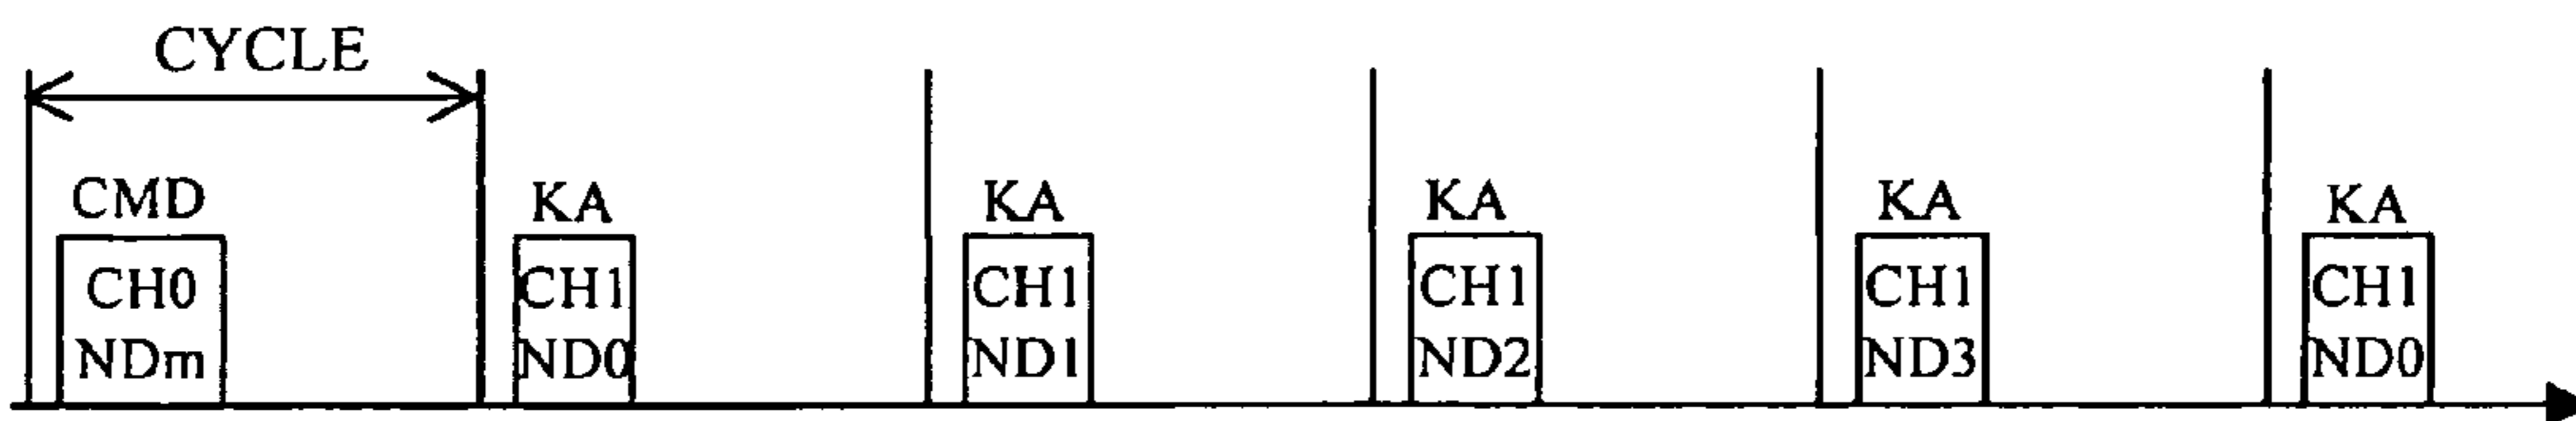 CYCLE
CMD
CH0
NDm
KA
CH1
ND0
KA
CH1
ND1
KA
CH1
ND2
KA
CH1
ND3
KA
CH1
ND0